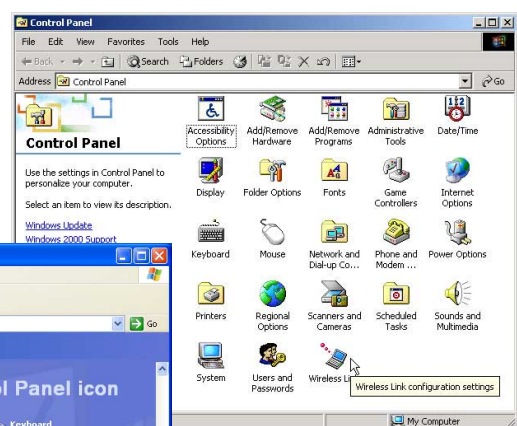 Control Panel
File Edit View Favorites Tools Help
Back Search Folders
Address Control Panel Go
Control Panel
Use the settings in Control Panel to
personalize your computer.
Select an item to view its description.
Windows Update
Windows 2000 Support
Accessibility Options
Add/Remove Hardware
Add/Remove Programs
Administrative Tools
Date/Time
Display
Folder Options
Fonts
Game Controllers
Internet Options
Keyboard
Mouse
Network and Dial-up Co...
Phone and Modem ...
Power Options
Printers
Regional Options
Scanners and Cameras
Scheduled Tasks
Sounds and Multimedia
System
Users and Passwords
Wireless Li
Wireless Link configuration settings
My Computer
Go
l Panel icon
Keyboard